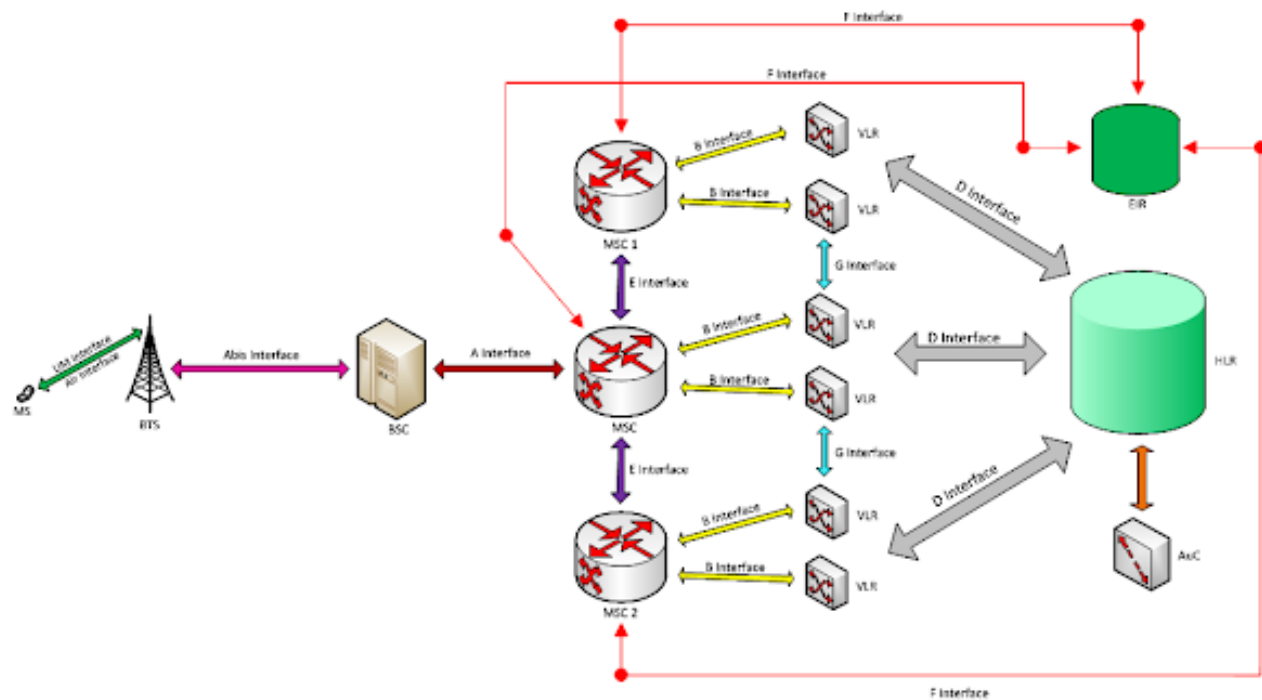 F Interface
F Interface
B Interface
VLR
B Interface
VLR
D Interface
EIR
MSC 1
E Interface
G Interface
B Interface
VLR
D Interface
HLR
UM Interface
Air Interface
Abis Interface
A Interface
B Interface
VLR
MS
BTS
BSC
MSC
E Interface
G Interface
D Interface
B Interface
VLR
B Interface
VLR
AuC
MSC 2
F Interface